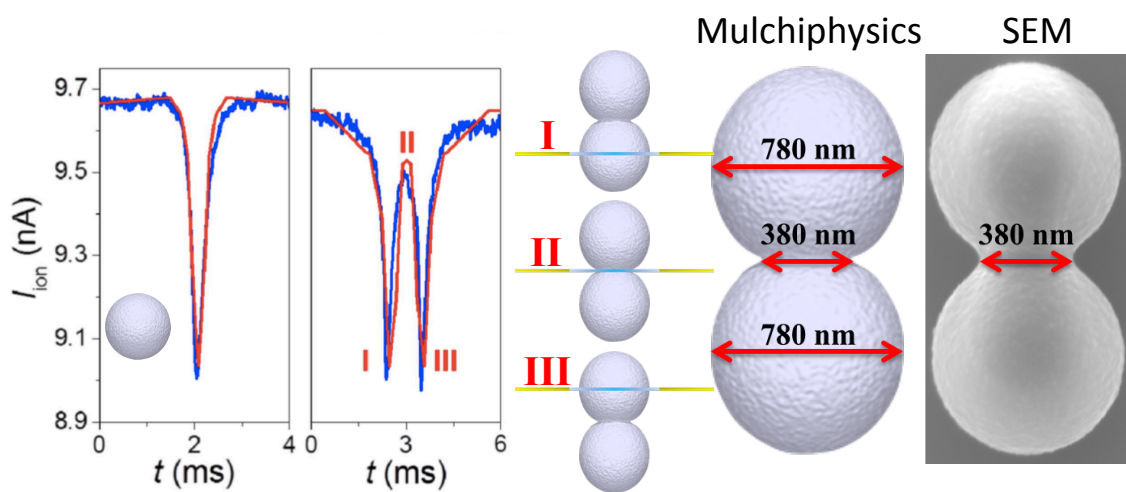 Mulchiphysics
SEM
I_ion (nA)
9.7
9.5
9.3
9.1
8.9
0
2
4
t (ms)
I
II
III
0
3
6
t (ms)
I
II
III
780 nm
380 nm
780 nm
380 nm